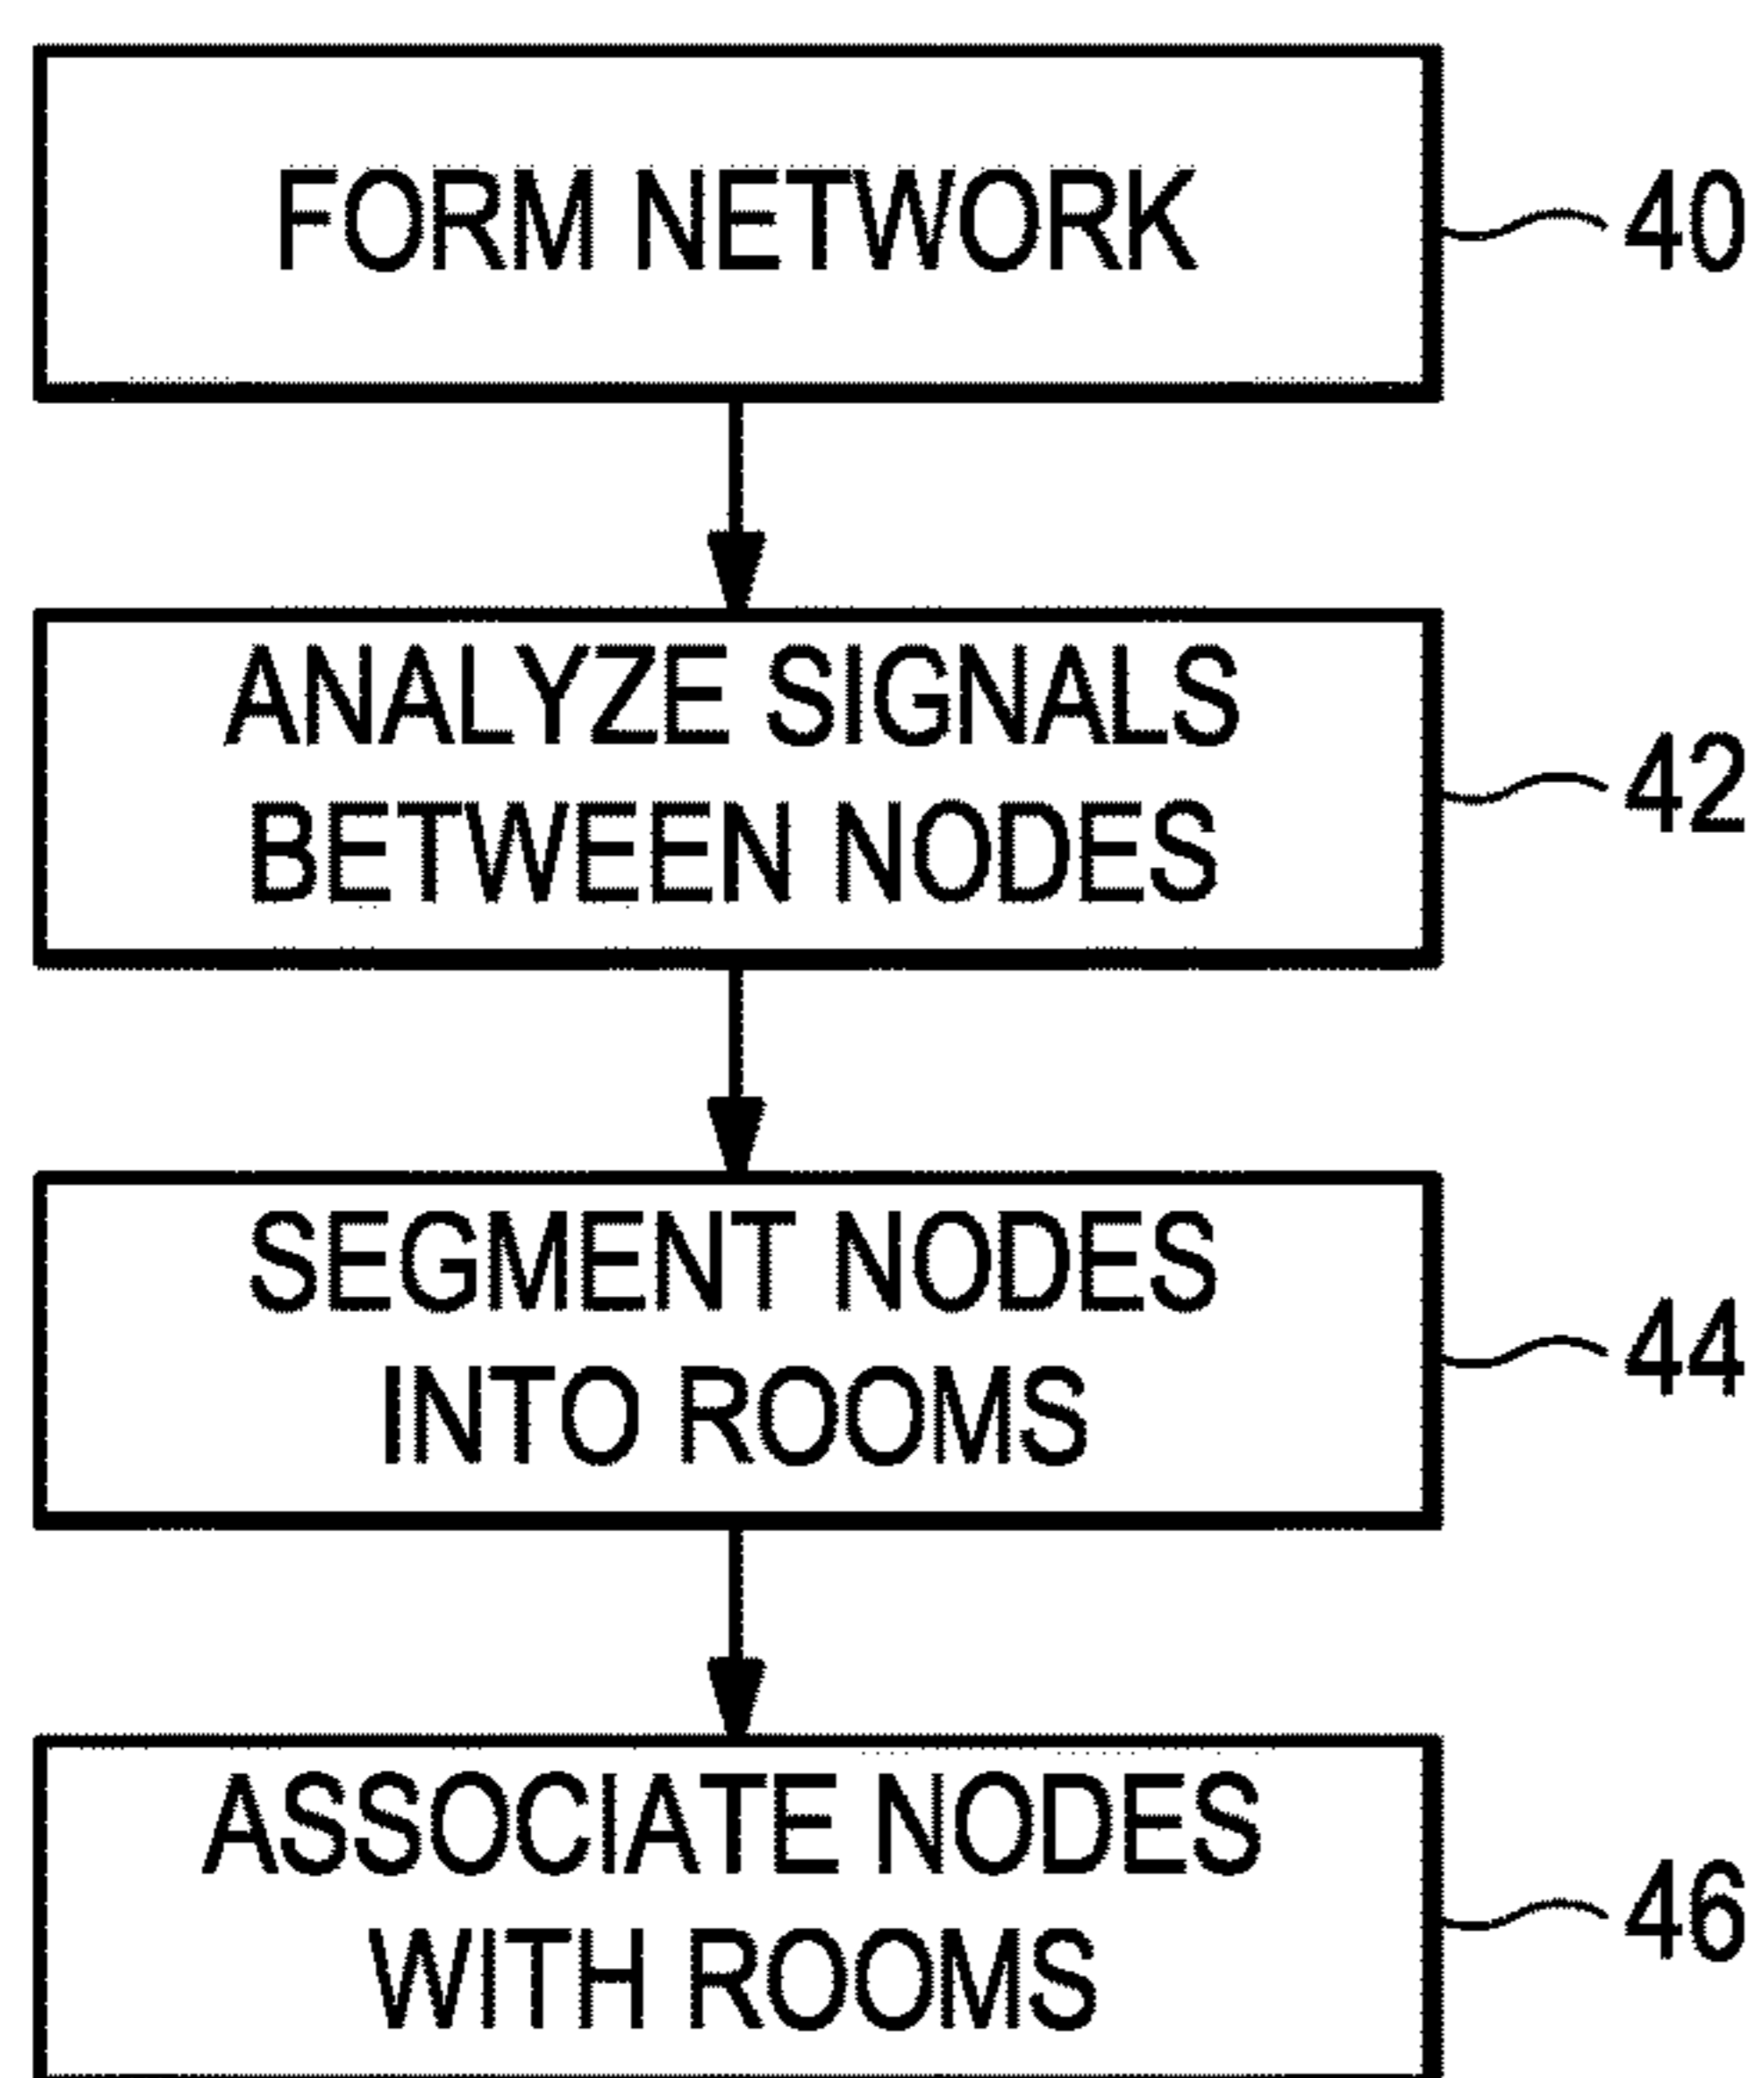 FORM NETWORK
40
ANALYZE SIGNALS
BETWEEN NODES
42
SEGMENT NODES
INTO ROOMS
44
ASSOCIATE NODES
WITH ROOMS
46